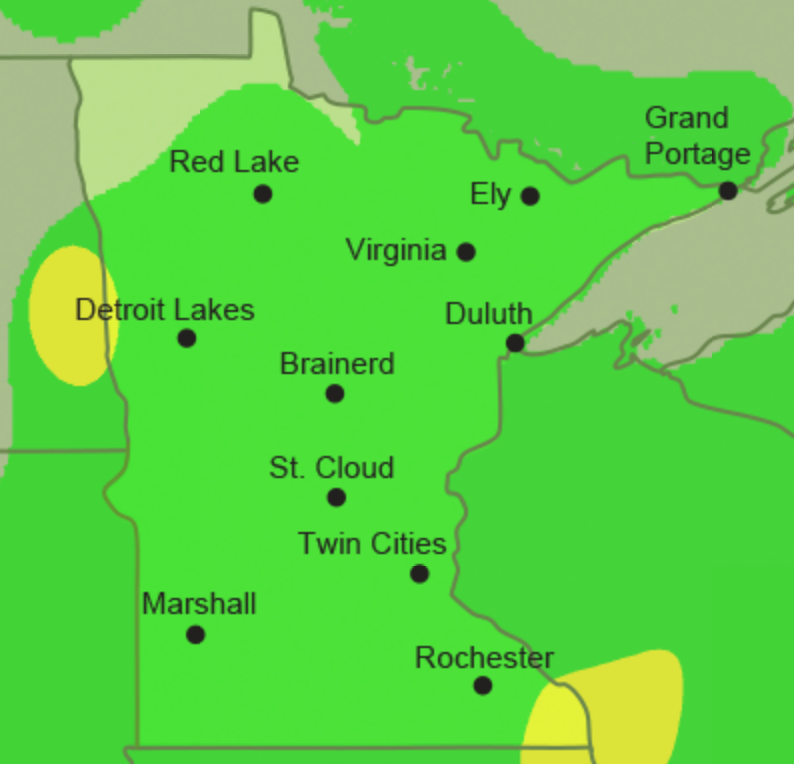 Grand
Portage
Red Lake
Ely
Virginia
Detroit Lakes
Duluth
Brainerd
St. Cloud
Twin Cities
Marshall
Rochester